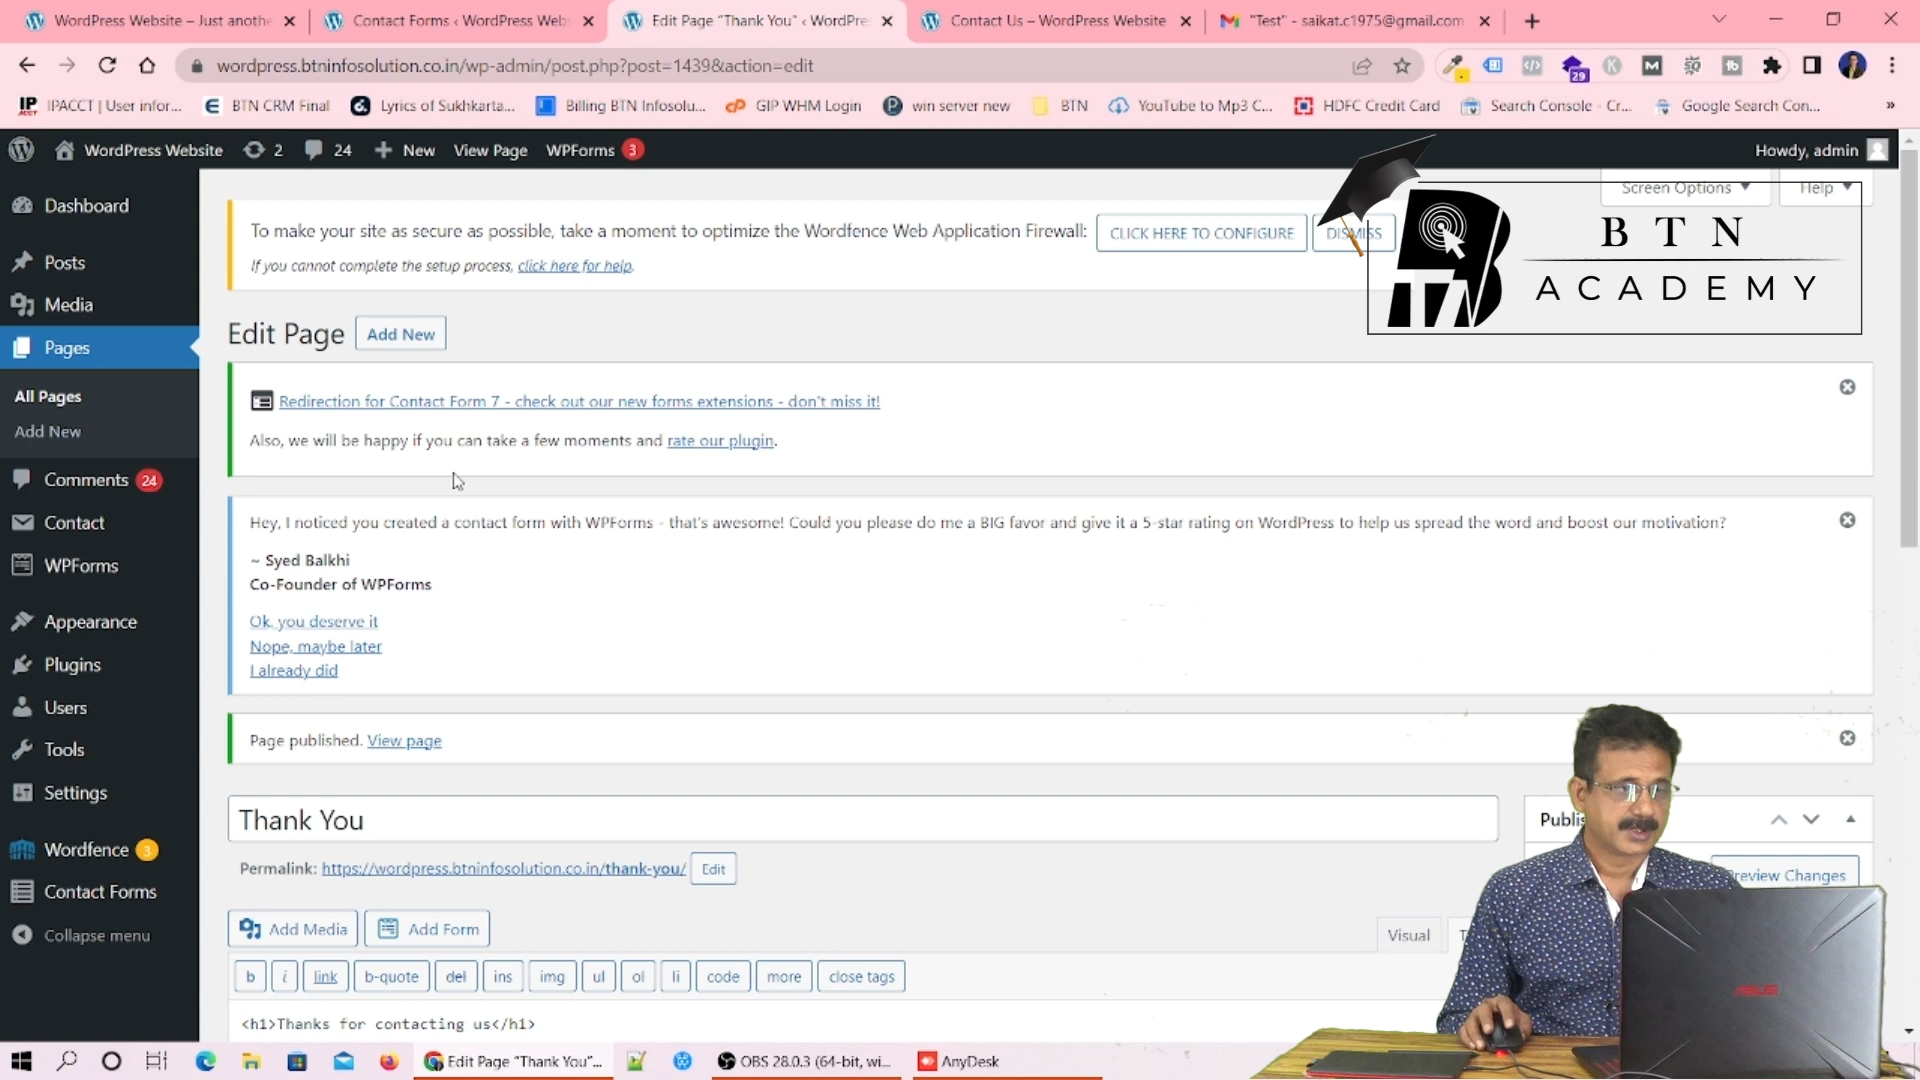 WordPress Website – Just anothe
Contact Forms ‹ WordPress Webs
Edit Page "Thank You" ‹ WordPre
Contact Us – WordPress Website
"Test" - saikat.c1975@gmail.com
wordpress.btninfosolution.co.in/wp-admin/post.php?post=1439&action=edit
29
IPACCT | User infor...
BTN CRM Final
Lyrics of Sukhkarta...
Billing BTN Infosolu...
GIP WHM Login
win server new
BTN
YouTube to Mp3 C...
HDFC Credit Card
Search Console - Cr...
Google Search Con...
WordPress Website
2
24
New
View Page
WPForms 3
Howdy, admin
Screen Options
Help
Dashboard
Posts
Media
Pages
All Pages
Add New
Comments 24
Contact
WPForms
Appearance
Plugins
Users
Tools
Settings
Wordfence 3
Contact Forms
Collapse menu
To make your site as secure as possible, take a moment to optimize the Wordfence Web Application Firewall:
CLICK HERE TO CONFIGURE
DISMISS
If you cannot complete the setup process, click here for help.
BTN
ACADEMY
Edit Page
Add New
Redirection for Contact Form 7 - check out our new forms extensions - don't miss it!
Also, we will be happy if you can take a few moments and rate our plugin.
Hey, I noticed you created a contact form with WPForms - that's awesome! Could you please do me a BIG favor and give it a 5-star rating on WordPress to help us spread the word and boost our motivation?
~ Syed Balkhi
Co-Founder of WPForms
Ok, you deserve it
Nope, maybe later
I already did
Page published. View page
Thank You
Permalink: https://wordpress.btninfosolution.co.in/thank-you/
Edit
Add Media
Add Form
Visual
b
i
link
b-quote
del
ins
img
ul
ol
li
code
more
close tags
<h1>Thanks for contacting us</h1>
Preview Changes
ASUS
Edit Page "Thank You"...
OBS 28.0.3 (64-bit, wi...
AnyDesk